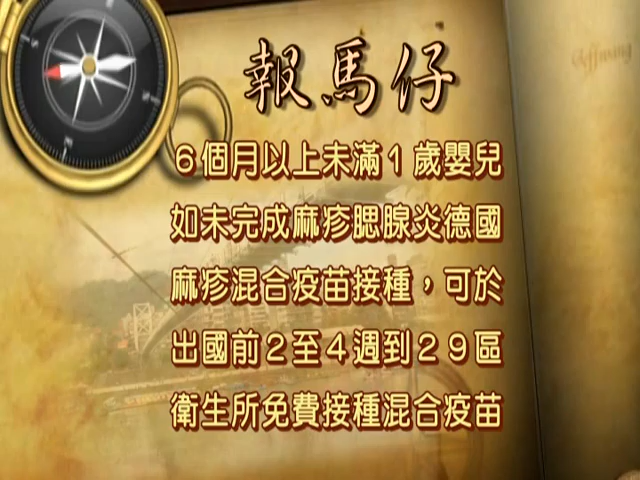 報馬仔
6個月以上未滿1歲嬰兒
如未完成麻疹腮腺炎德國
麻疹混合疫苗接種，可於
出國前2至4週到29區
衛生所免費接種混合疫苗